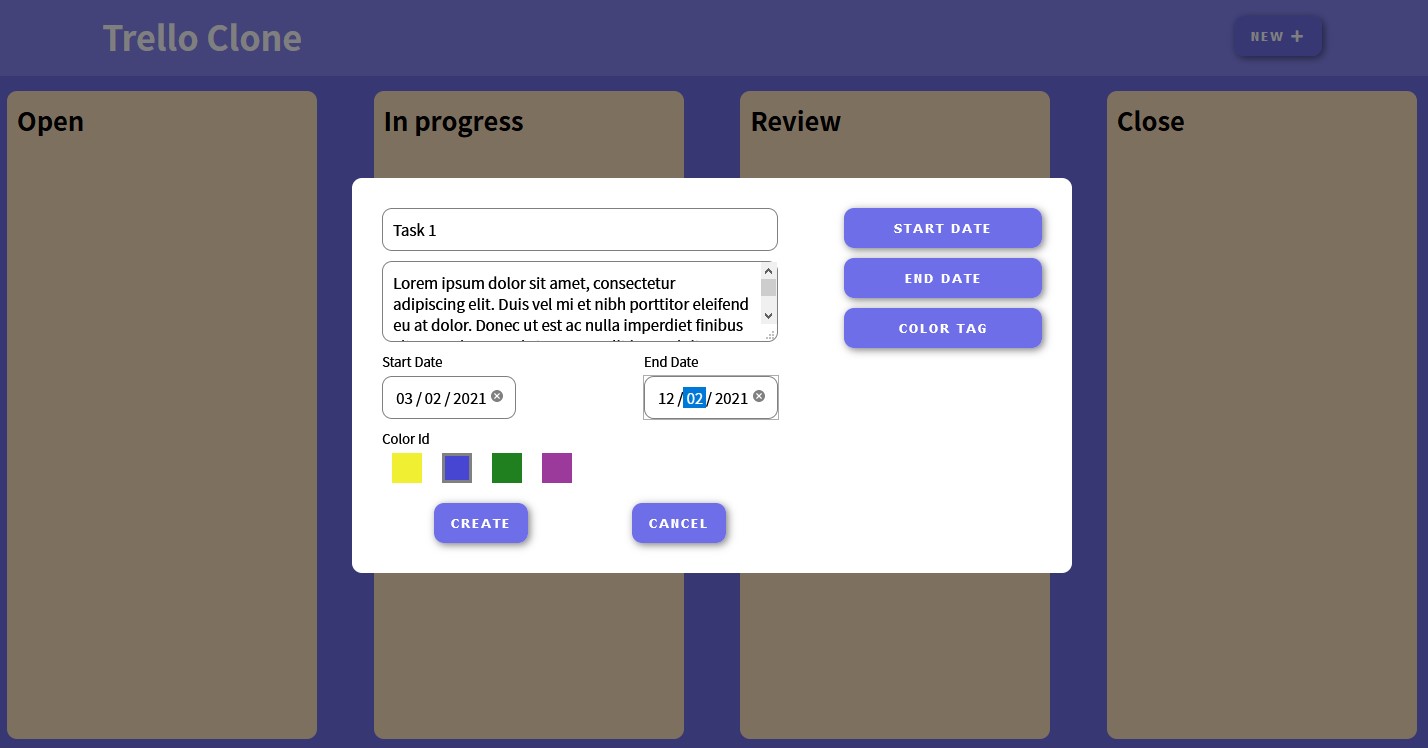 Trello Clone
NEW +
Open
In progress
Review
Close
Task 1
START DATE
Lorem ipsum dolor sit amet, consectetur
adipiscing elit. Duis vel mi et nibh porttitor eleifend
eu at dolor. Donec ut est ac nulla imperdiet finibus
END DATE
COLOR TAG
Start Date
End Date
03 / 02 / 2021
12 / 02 / 2021
Color Id
CREATE
CANCEL